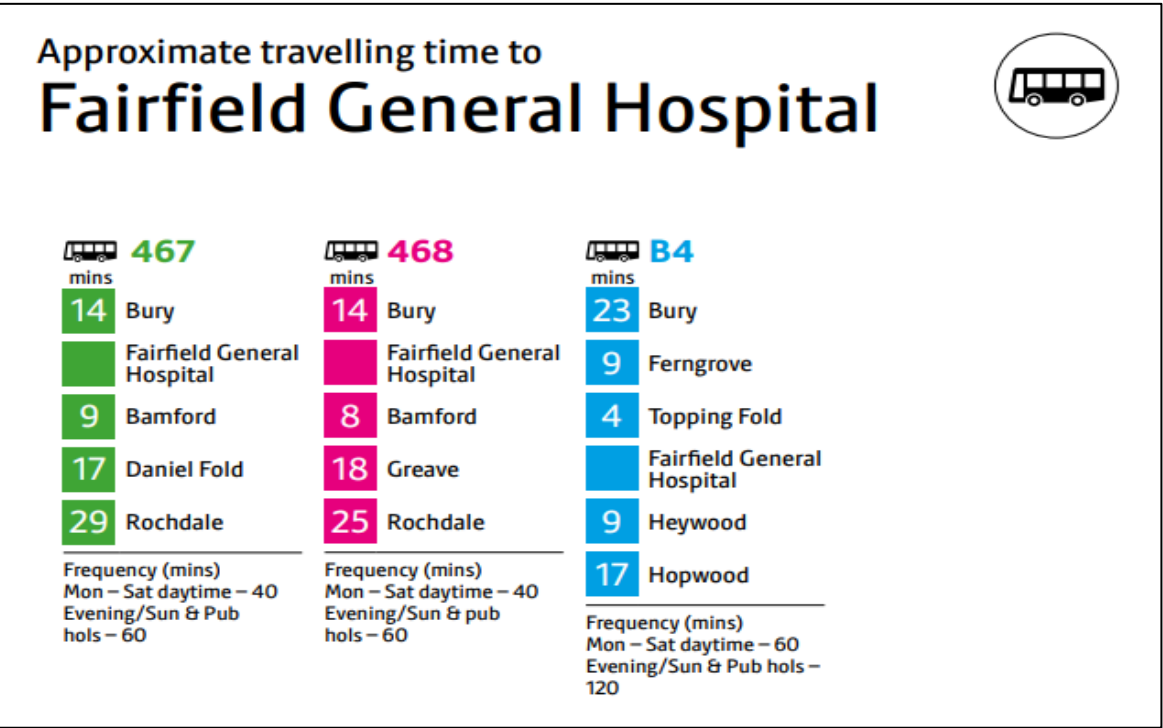 Approximate travelling time to
Fairfield General Hospital
467
mins
14 Bury
Fairfield General
Hospital
9 Bamford
17 Daniel Fold
29 Rochdale
Frequency (mins)
Mon – Sat daytime – 40
Evening/Sun & Pub
hols – 60
468
mins
14 Bury
Fairfield General
Hospital
8 Bamford
18 Greave
25 Rochdale
Frequency (mins)
Mon – Sat daytime – 40
Evening/Sun & pub
hols – 60
B4
mins
23 Bury
9 Ferngrove
4 Topping Fold
Fairfield General
Hospital
9 Heywood
17 Hopwood
Frequency (mins)
Mon – Sat daytime – 60
Evening/Sun & Pub hols –
120